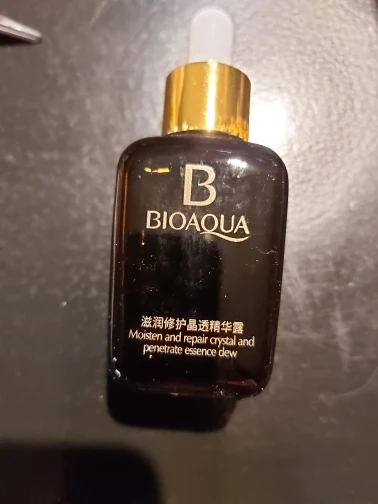 B
BIOAQUA
滋润修护晶透精华露
Moisten and repair crystal and
penetrate essence dew